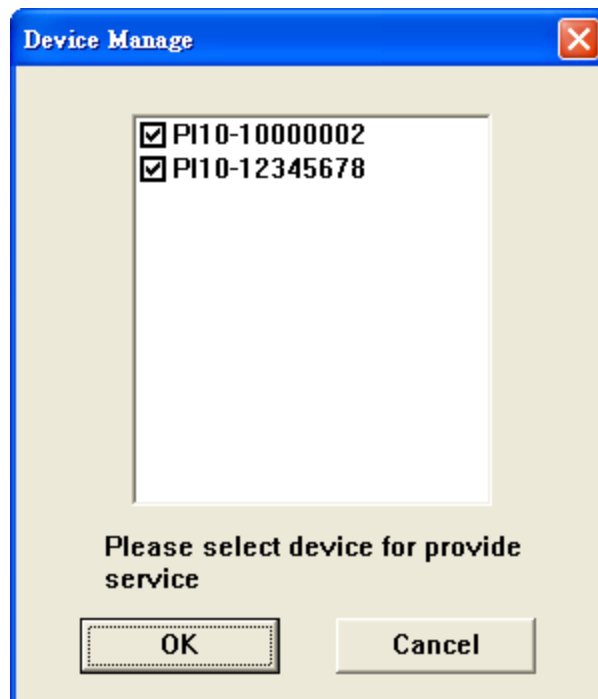 Device Manage
PI10-10000002
PI10-12345678
Please select device for provide
service
OK
Cancel